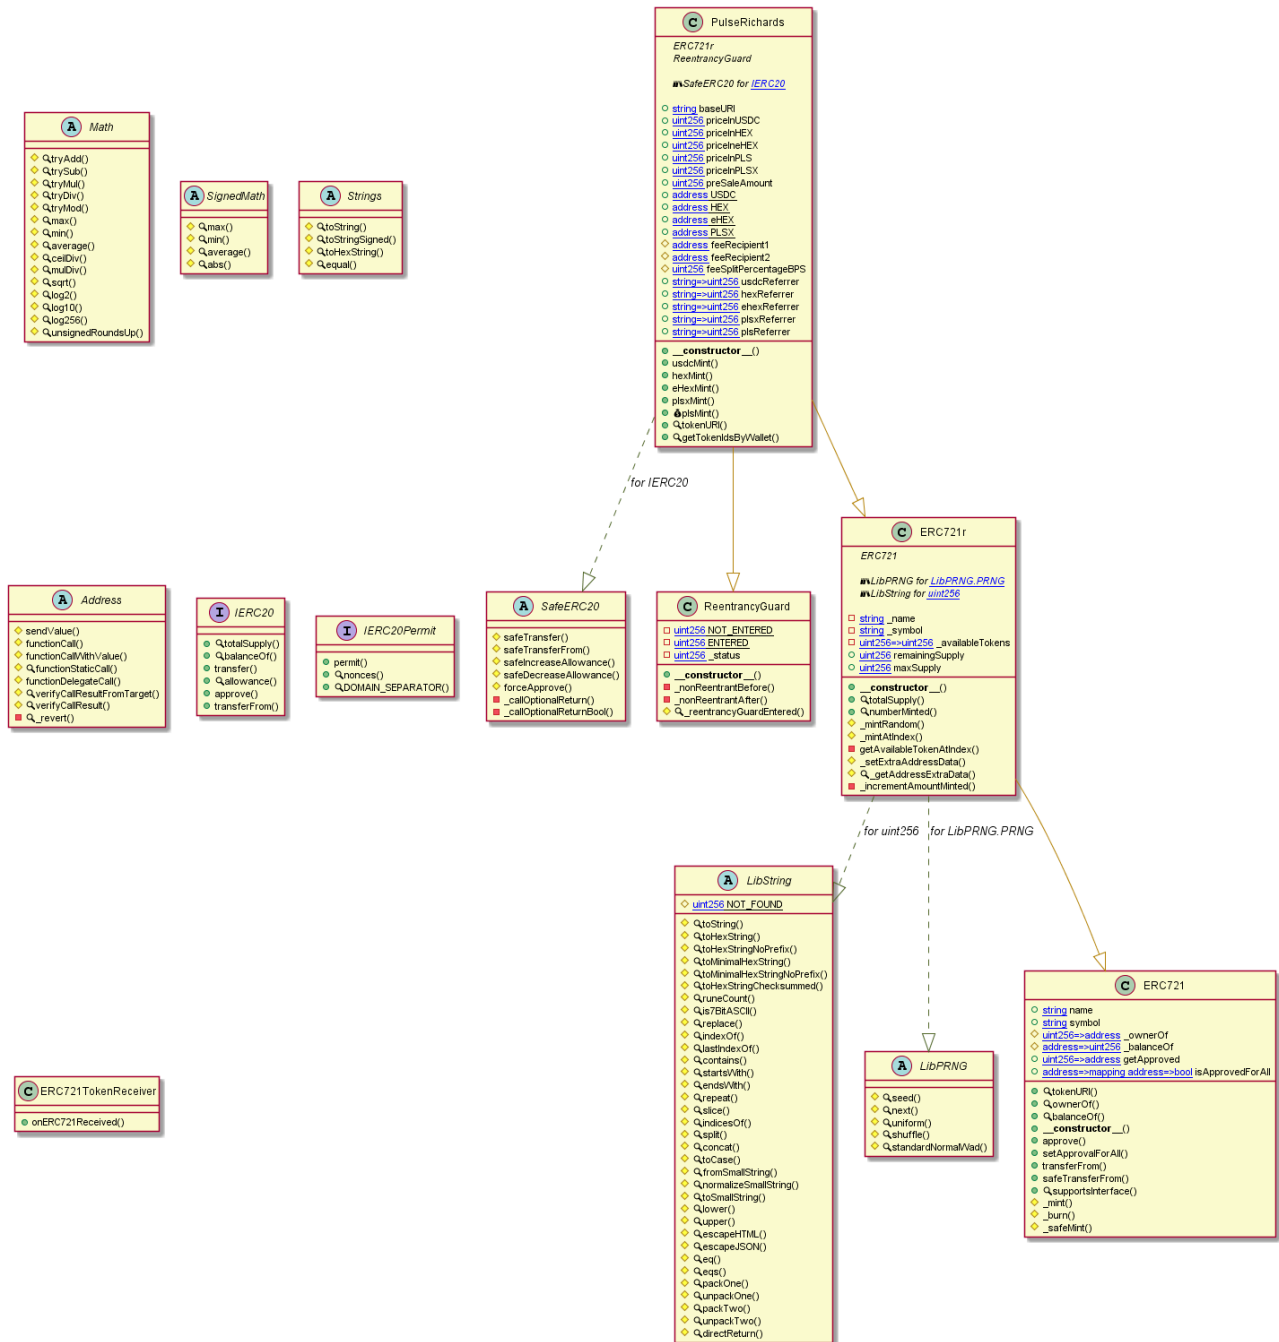 C PulseRichards
ERC721r
ReentrancyGuard
SafeERC20 for IERC20
string baseURI
uint256 priceInUSDC
uint256 priceInHEX
uint256 priceIneHEX
uint256 priceInPLS
uint256 priceInPLSX
uint256 preSaleAmount
address USDC
address HEX
address eHEX
address PLSX
address feeRecipient1
address feeRecipient2
uint256 feeSplitPercentageBPS
string=>uint256 usdcReferrer
string=>uint256 hexReferrer
string=>uint256 ehexReferrer
string=>uint256 plsxReferrer
string=>uint256 plsReferrer
__constructor__()
usdcMint()
hexMint()
eHexMint()
plsxMint()
plsMint()
tokenURI()
getTokenIdsByWallet()
A Math
tryAdd()
trySub()
tryMul()
tryDiv()
tryMod()
max()
min()
average()
ceilDiv()
mulDiv()
sqrt()
log2()
log10()
log256()
unsignedRoundsUp()
A SignedMath
max()
min()
average()
abs()
A Strings
toString()
toStringSigned()
toHexString()
equal()
for IERC20
A Address
sendValue()
functionCall()
functionCallWithValue()
functionStaticCall()
functionDelegateCall()
verifyCallResultFromTarget()
verifyCallResult()
_revert()
I IERC20
totalSupply()
balanceOf()
transfer()
allowance()
approve()
transferFrom()
I IERC20Permit
permit()
nonces()
DOMAIN_SEPARATOR()
A SafeERC20
safeTransfer()
safeTransferFrom()
safeIncreaseAllowance()
safeDecreaseAllowance()
forceApprove()
_callOptionalReturn()
_callOptionalReturnBool()
C ReentrancyGuard
uint256 NOT_ENTERED
uint256 ENTERED
uint256 _status
__constructor__()
_nonReentrantBefore()
_nonReentrantAfter()
_reentrancyGuardEntered()
C ERC721r
ERC721
LibPRNG for LibPRNG.PRNG
LibString for uint256
string _name
string _symbol
uint256=>uint256 _availableTokens
uint256 remainingSupply
uint256 maxSupply
__constructor__()
totalSupply()
numberMinted()
_mintRandom()
_mintAtIndex()
getAvailableTokenAtIndex()
_setExtraAddressData()
_getAddressExtraData()
_incrementAmountMinted()
for uint256
for LibPRNG.PRNG
A LibString
uint256 NOT_FOUND
toString()
toHexString()
toHexStringNoPrefix()
toMinimalHexString()
toMinimalHexStringNoPrefix()
toHexStringChecksummed()
runeCount()
is7BitASCII()
replace()
indexOf()
lastIndexOf()
contains()
startsWith()
endsWith()
repeat()
slice()
indicesOf()
split()
concat()
toCase()
fromSmallString()
normalizeSmallString()
toSmallString()
lower()
upper()
escapeHTML()
escapeJSON()
eq()
eqs()
packOne()
unpackOne()
packTwo()
unpackTwo()
directReturn()
A LibPRNG
seed()
next()
uniform()
shuffle()
standardNormalWad()
C ERC721
string name
string symbol
uint256=>address _ownerOf
address=>uint256 _balanceOf
uint256=>address getApproved
address=>mapping address=>bool isApprovedForAll
tokenURI()
ownerOf()
balanceOf()
__constructor__()
approve()
setApprovalForAll()
transferFrom()
safeTransferFrom()
supportsInterface()
_mint()
_burn()
_safeMint()
C ERC721TokenReceiver
onERC721Received()